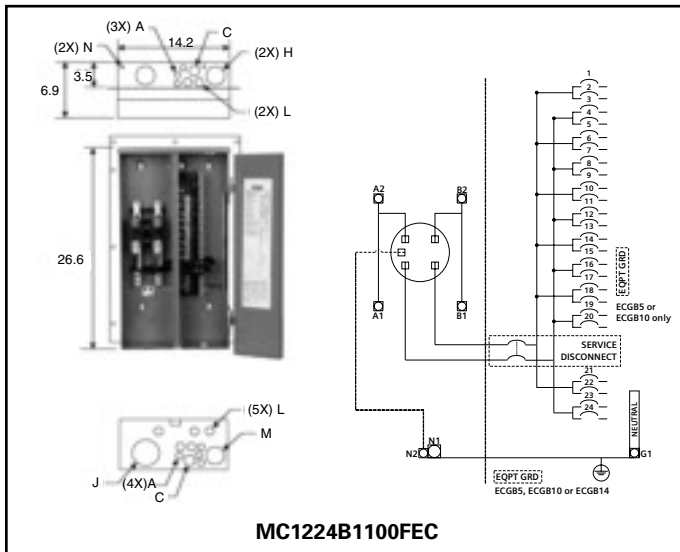 (3X) A
C
14.2
(2X) N
(2X) H
3.5
6.9
(2X) L
26.6
(5X) L
M
J
(4X)A
C
A2
B2
A1
B1
N2
N1
1
2
3
4
5
6
7
8
9
10
11
12
13
14
15
16
17
18
19
20
EQPT GRD
ECGB5 or
ECGB10 only
SERVICE
DISCONNECT
21
22
23
24
NEUTRAL
G1
EQPT GRD
ECGB5, ECGB10 or ECGB14
MC1224B1100FEC